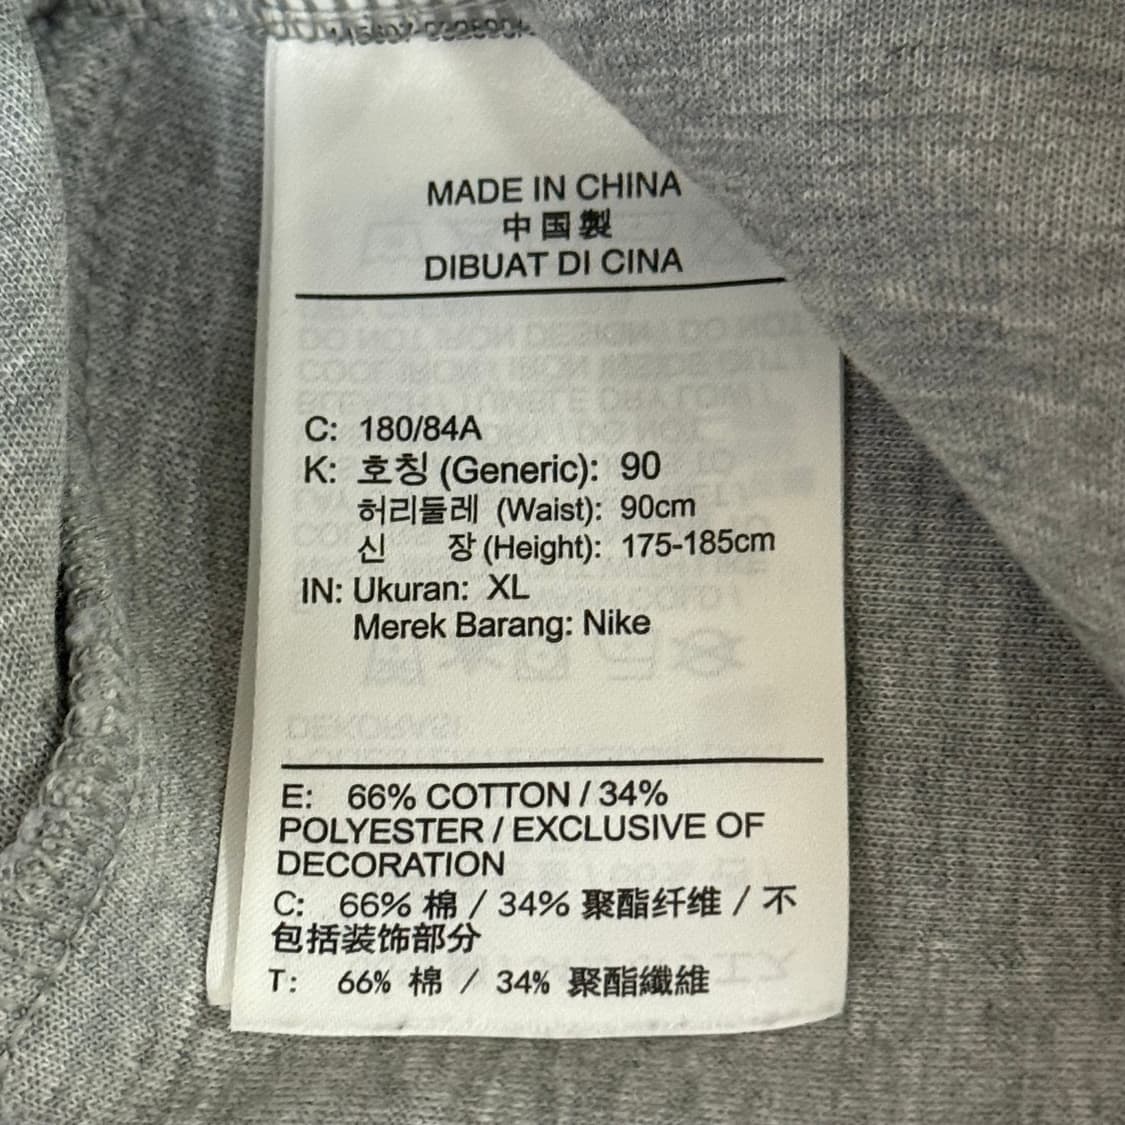 MADE IN CHINA
中国製
DIBUAT DI CINA
C: 180/84A
K: 호칭 (Generic): 90
허리둘레 (Waist): 90cm
신 장 (Height): 175-185cm
IN: Ukuran: XL
Merek Barang: Nike
E: 66% COTTON / 34%
POLYESTER / EXCLUSIVE OF
DECORATION
C: 66% 棉 / 34% 聚酯纤维 / 不
包括装饰部分
T: 66% 棉 / 34% 聚酯纖維